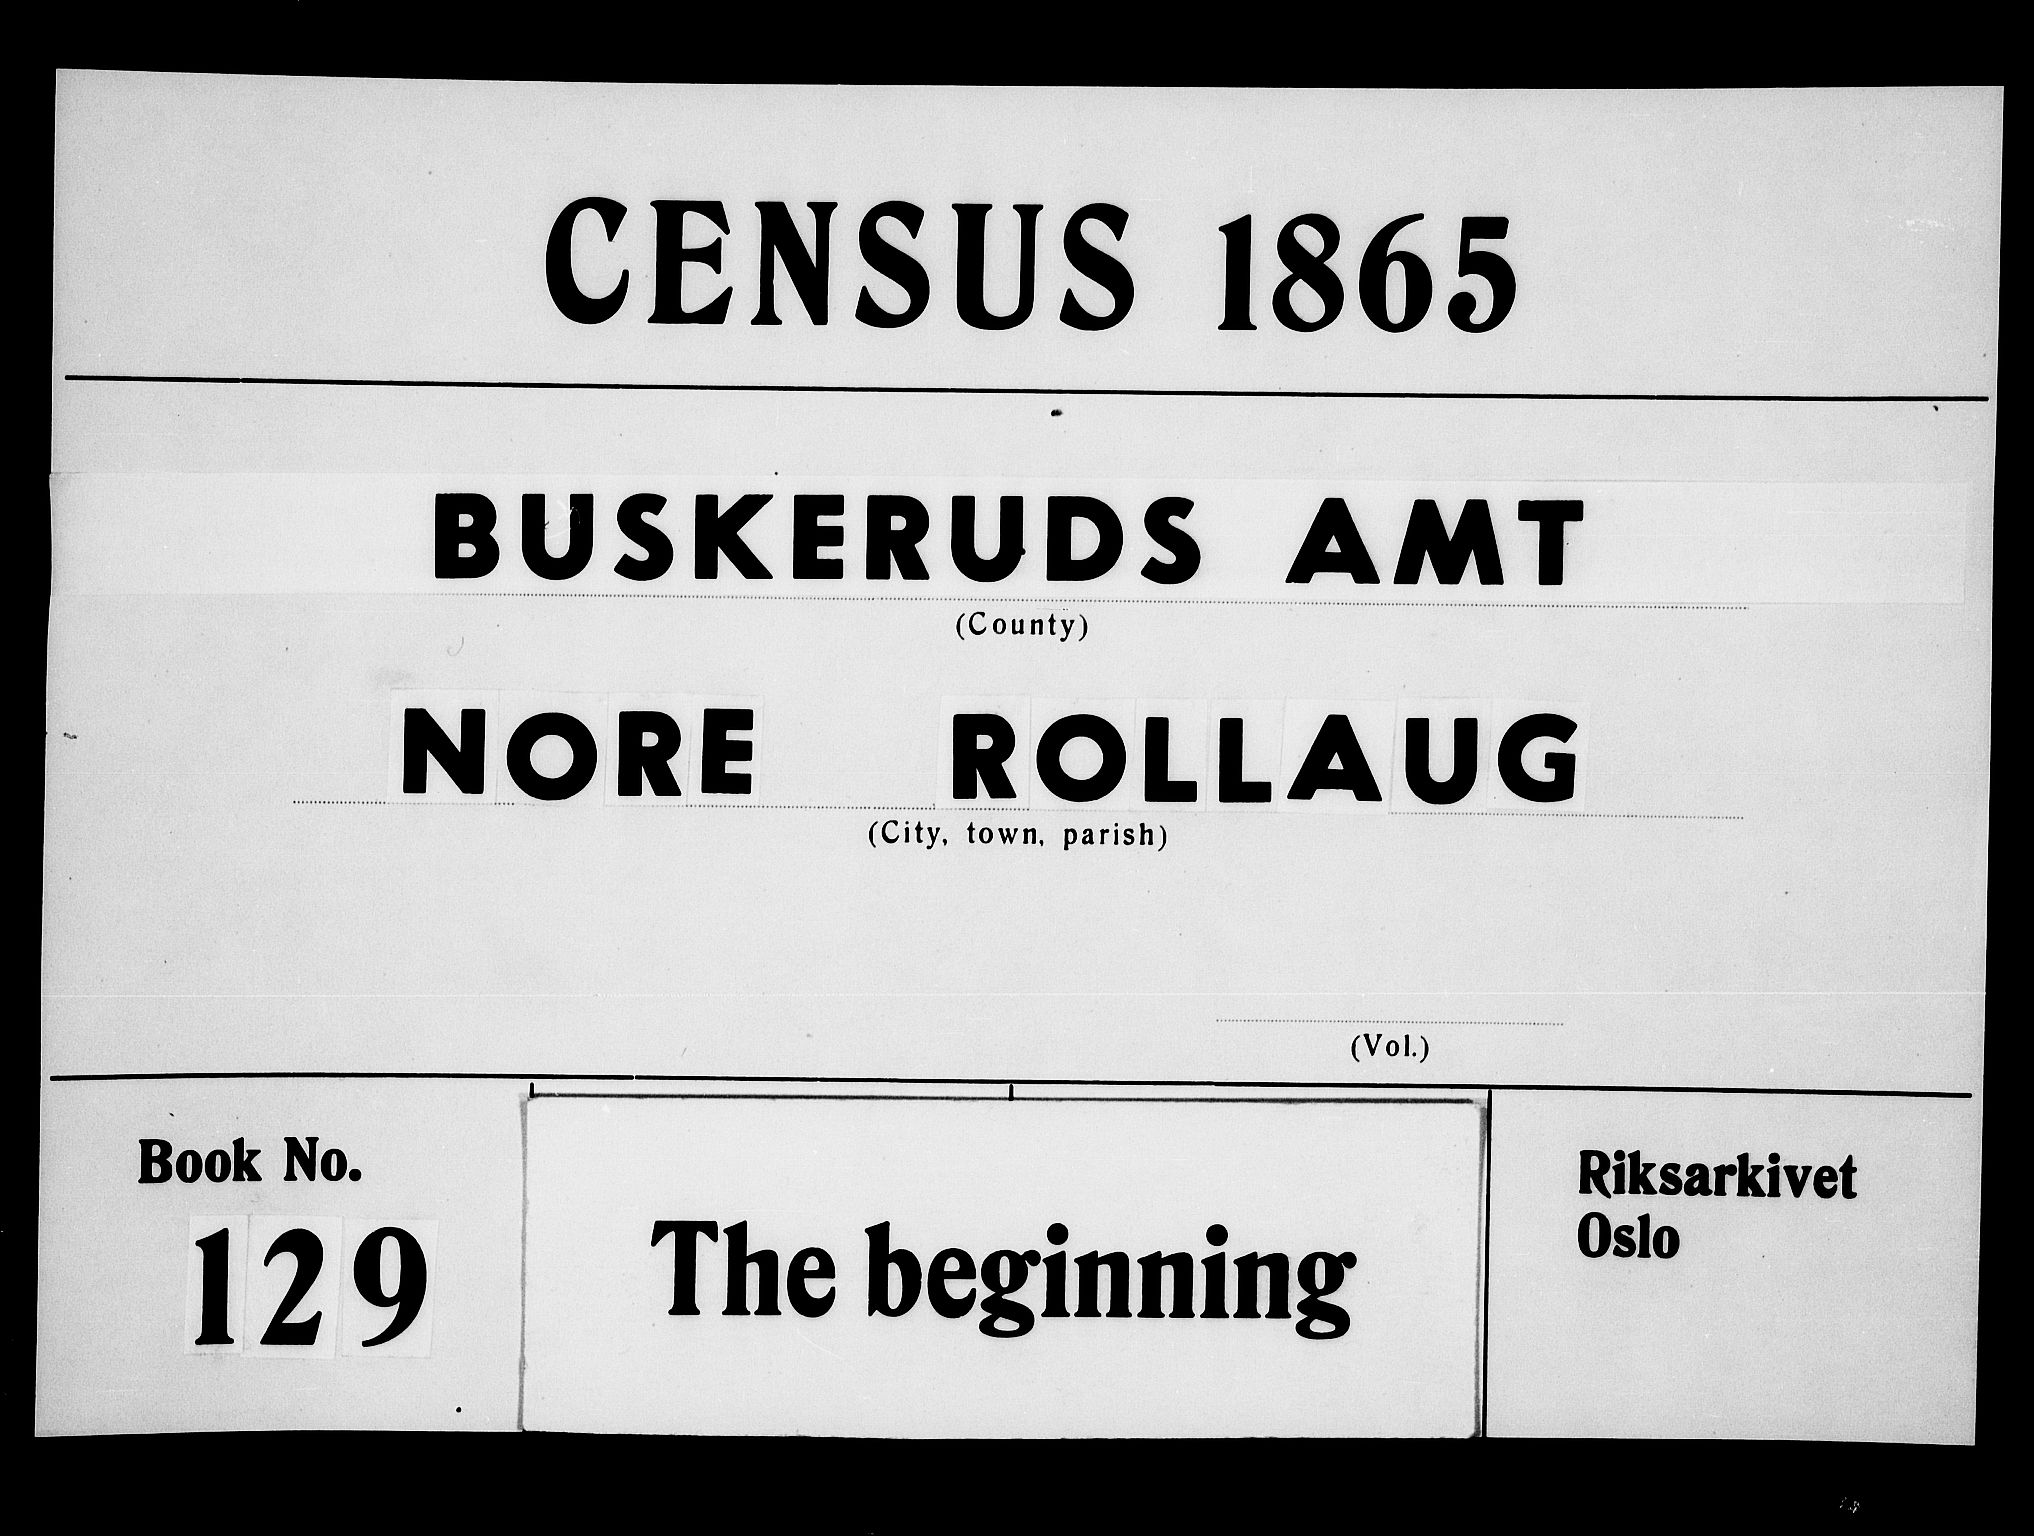 CENSUS 1865
BUSKERUDS AMT
(County)
NORE ROLLAUG
(City, town, parish)
(Vol.)
Book No.
129
The beginning
Riksarkivet
Oslo